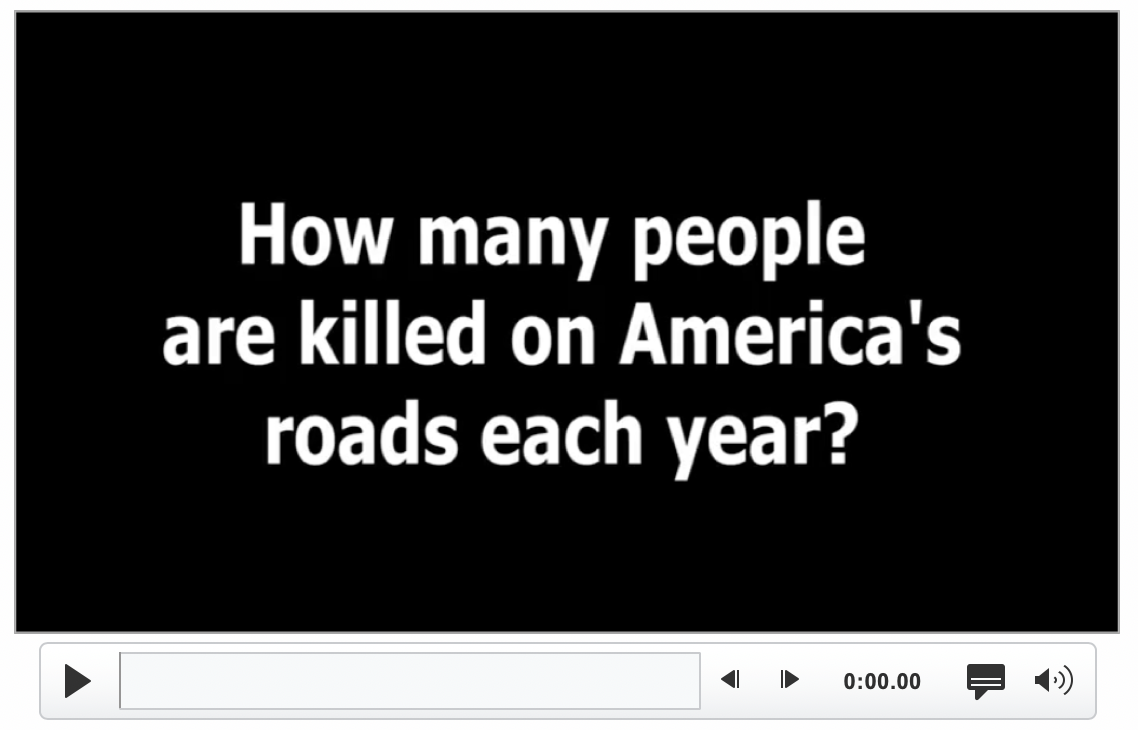 How many people
are killed on America's
roads each year?
0:00.00